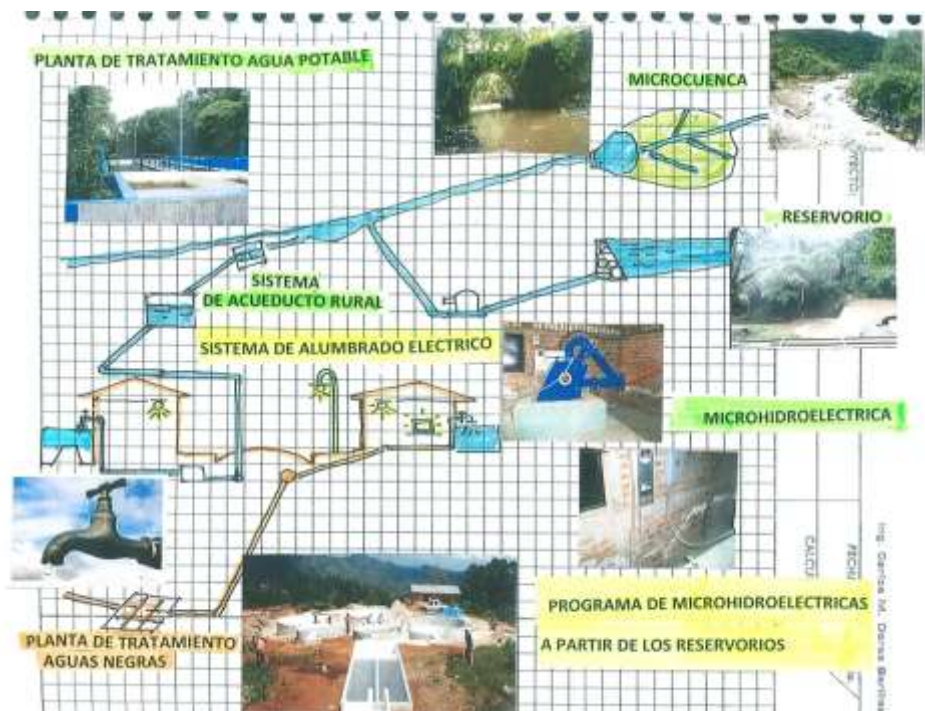 PLANTA DE TRATAMIENTO AGUA POTABLE
MICROCUENCA
RESERVORIO
SISTEMA
DE ACUEDUCTO RURAL
SISTEMA DE ALUMBRADO ELECTRICO
MICROHIDROELECTRICA
PROGRAMA DE MICROHIDROELECTRICAS
A PARTIR DE LOS RESERVORIOS
PLANTA DE TRATAMIENTO
AGUAS NEGRAS